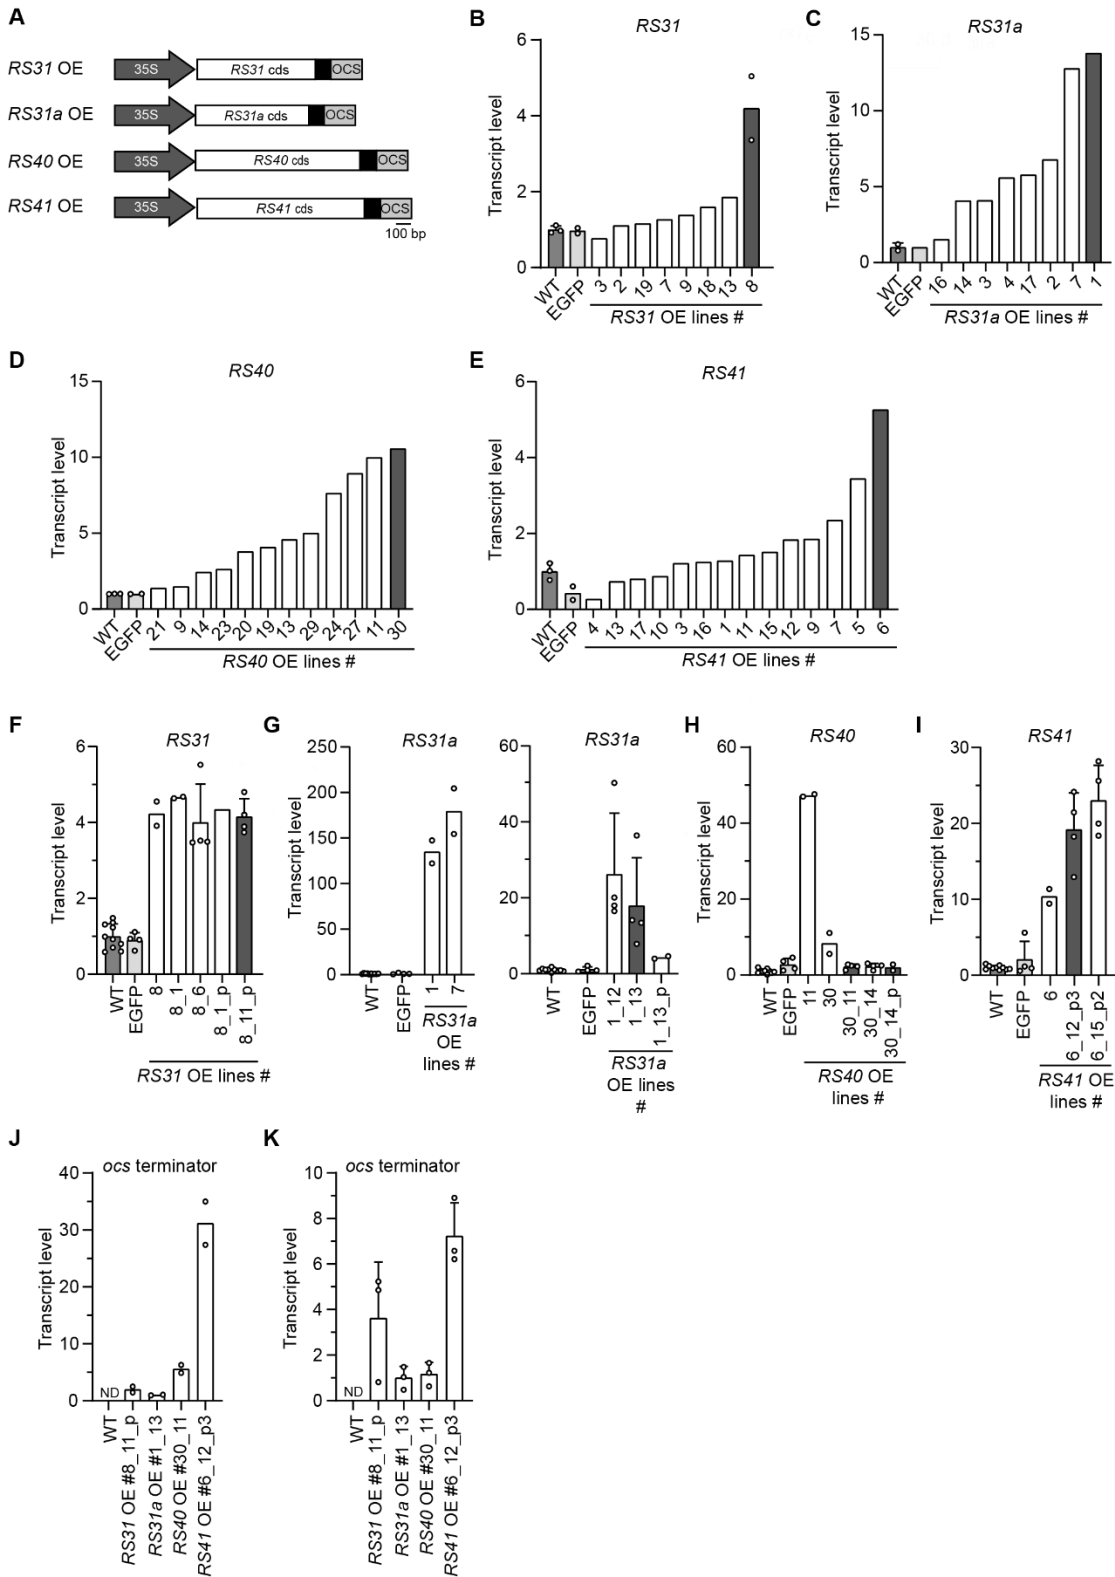 A
RS31 OE
35S
RS31 cds
OCS
RS31a OE
35S
RS31a cds
OCS
RS40 OE
35S
RS40 cds
OCS
RS41 OE
35S
RS41 cds
OCS
100 bp
B
RS31
Transcript level
6
4
2
0
WT
EGFP
3
2
19
7
9
18
13
8
RS31 OE lines #
C
RS31a
Transcript level
15
10
5
0
WT
EGFP
16
14
3
4
17
2
7
1
RS31a OE lines #
D
RS40
Transcript level
15
10
5
0
WT
EGFP
21
9
14
23
20
19
13
29
24
27
11
30
RS40 OE lines #
E
RS41
Transcript level
6
4
2
0
WT
EGFP
4
13
17
10
3
16
1
11
15
12
9
7
5
6
RS41 OE lines #
F
RS31
Transcript level
6
4
2
0
WT
EGFP
8
8_1
8_6
8_1_p
8_11_p
RS31 OE lines #
G
RS31a
Transcript level
250
200
150
100
50
0
WT
EGFP
1
7
RS31a
OE
lines #
RS31a
Transcript level
60
40
20
0
WT
EGFP
1_12
1_13
1_13_p
RS31a
OE lines
#
H
RS40
Transcript level
60
40
20
0
WT
EGFP
11
30
30_11
30_14
30_14_p
RS40 OE
lines #
I
RS41
Transcript level
30
20
10
0
WT
EGFP
6
6_12_p3
6_15_p2
RS41 OE
lines #
J
ocs terminator
Transcript level
40
30
20
10
0
ND
WT
RS31 OE #8_11_p
RS31a OE #1_13
RS40 OE #30_11
RS41 OE #6_12_p3
K
ocs terminator
Transcript level
10
8
6
4
2
0
ND
WT
RS31 OE #8_11_p
RS31a OE #1_13
RS40 OE #30_11
RS41 OE #6_12_p3